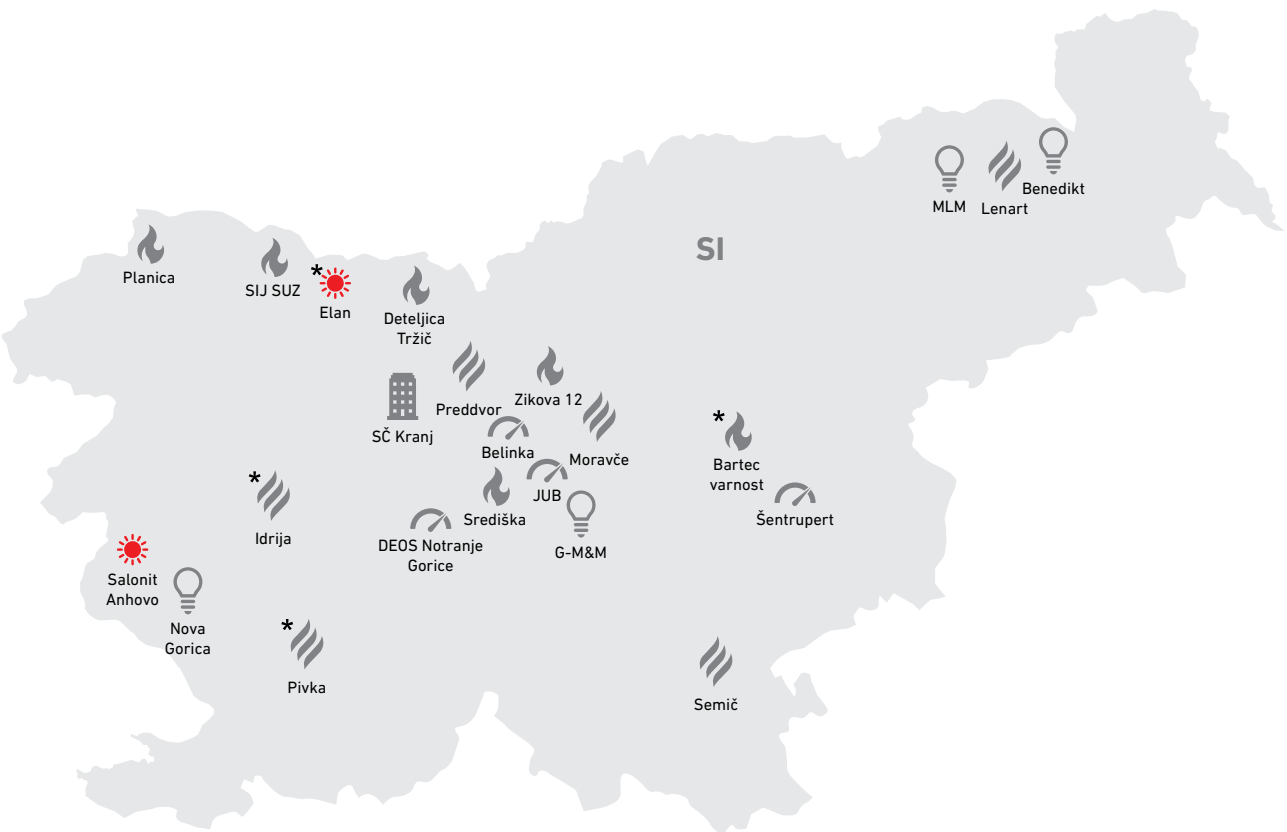 MLM
Lenart
Benedikt
SI
Planica
SIJ SUZ
*
Elan
Deteljica
Tržič
Preddvor
Zikova 12
SČ Kranj
Belinka
Moravče
*
Bartec
varnost
JUB
Središka
Šentrupert
*
Idrija
DEOS Notranje
Gorice
G-M&M
Salonit
Anhovo
Nova
Gorica
*
Pivka
Semič